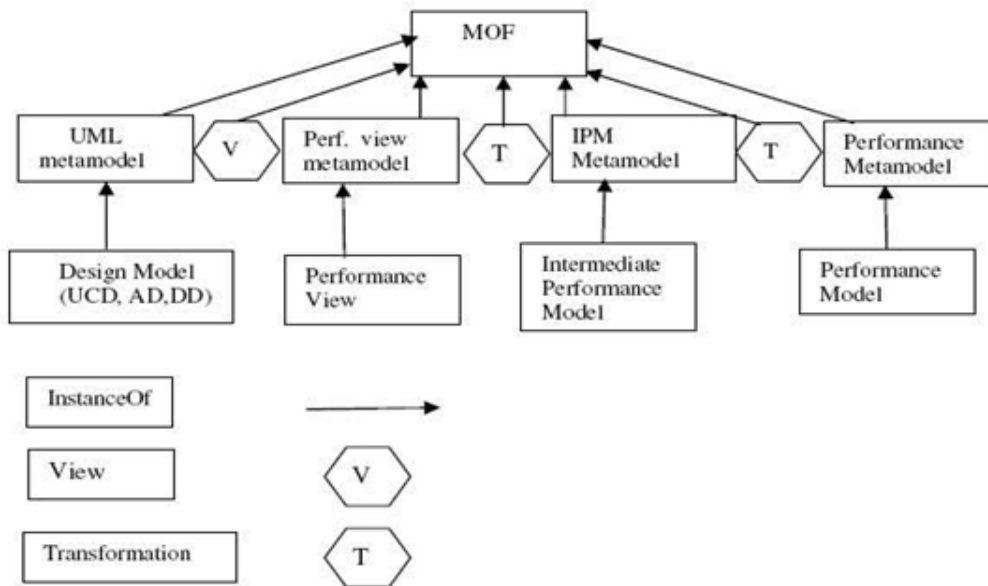 MOF
UML
metamodel
V
Perf. view
metamodel
T
IPM
Metamodel
T
Performance
Metamodel
Design Model
(UCD, AD,DD)
Performance
View
Intermediate
Performance
Model
Performance
Model
InstanceOf
View
V
Transformation
T